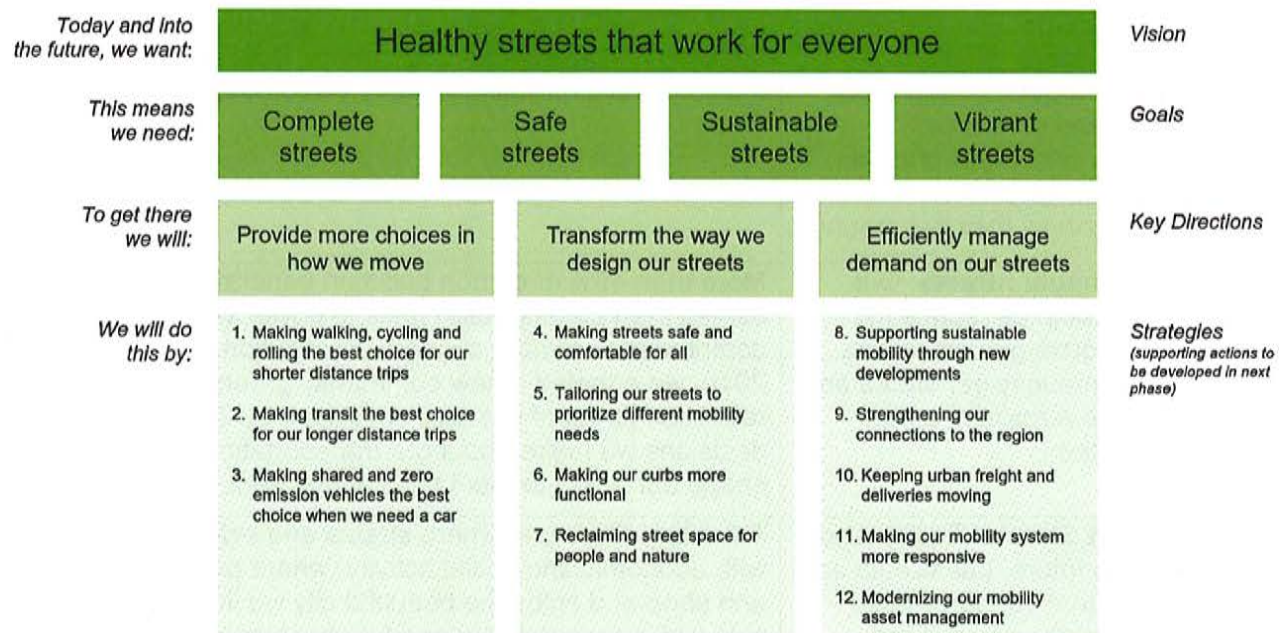 Today and into
the future, we want:
Healthy streets that work for everyone
Vision
This means
we need:
Complete
streets
Safe
streets
Sustainable
streets
Vibrant
streets
Goals
To get there
we will:
Provide more choices in
how we move
Transform the way we
design our streets
Efficiently manage
demand on our streets
Key Directions
We will do
this by:
1. Making walking, cycling and
rolling the best choice for our
shorter distance trips
2. Making transit the best choice
for our longer distance trips
3. Making shared and zero
emission vehicles the best
choice when we need a car
4. Making streets safe and
comfortable for all
5. Tailoring our streets to
prioritize different mobility
needs
6. Making our curbs more
functional
7. Reclaiming street space for
people and nature
8. Supporting sustainable
mobility through new
developments
9. Strengthening our
connections to the region
10. Keeping urban freight and
deliveries moving
11. Making our mobility system
more responsive
12. Modernizing our mobility
asset management
Strategies
(supporting actions to
be developed in next
phase)